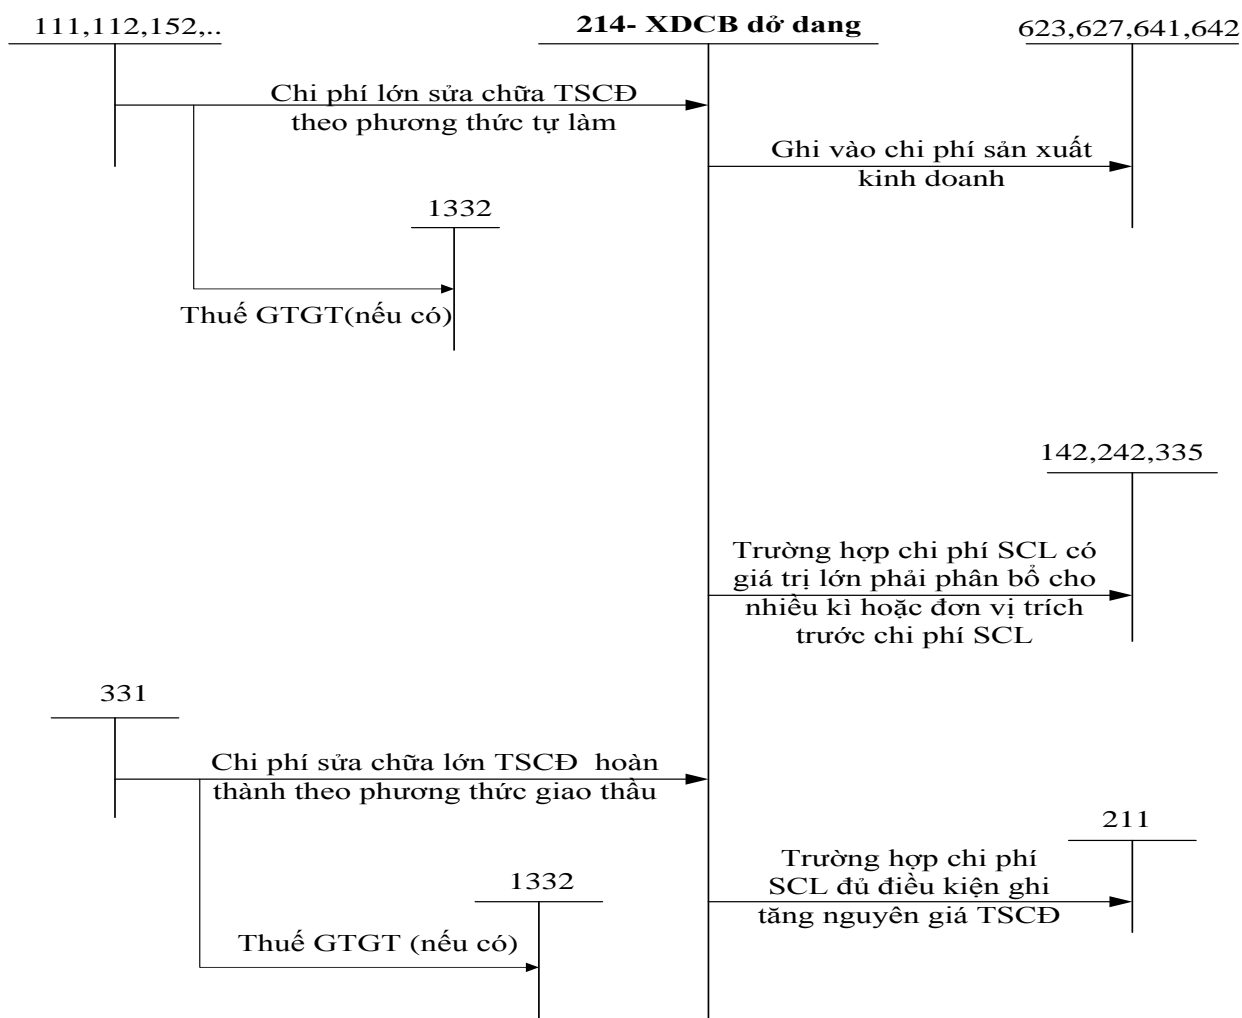 111,112,152,..
214- XDCB dở dang
623,627,641,642
Chi phí lớn sửa chữa TSCĐ
theo phương thức tự làm
Ghi vào chi phí sản xuất
kinh doanh
1332
Thuế GTGT(nếu có)
142,242,335
Trường hợp chi phí SCL có
giá trị lớn phải phân bổ cho
nhiều kì hoặc đơn vị trích
trước chi phí SCL
331
Chi phí sửa chữa lớn TSCĐ hoàn
thành theo phương thức giao thầu
211
Trường hợp chi phí
SCL đủ điều kiện ghi
tăng nguyên giá TSCĐ
1332
Thuế GTGT (nếu có)